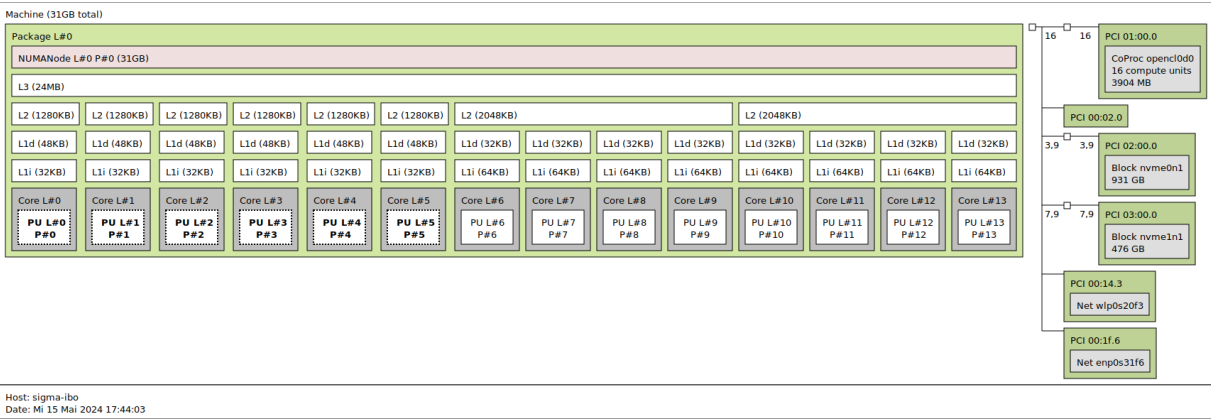 Machine (31GB total)
Package L#0
NUMANode L#0 P#0 (31GB)
L3 (24MB)
L2 (1280KB) L2 (1280KB) L2 (1280KB) L2 (1280KB) L2 (1280KB) L2 (1280KB) L2 (2048KB) L2 (2048KB)
L1d (48KB) L1d (48KB) L1d (48KB) L1d (48KB) L1d (48KB) L1d (48KB) L1d (32KB) L1d (32KB) L1d (32KB) L1d (32KB) L1d (32KB) L1d (32KB) L1d (32KB) L1d (32KB)
L1i (32KB) L1i (32KB) L1i (32KB) L1i (32KB) L1i (32KB) L1i (32KB) L1i (64KB) L1i (64KB) L1i (64KB) L1i (64KB) L1i (64KB) L1i (64KB) L1i (64KB) L1i (64KB)
Core L#0 Core L#1 Core L#2 Core L#3 Core L#4 Core L#5 Core L#6 Core L#7 Core L#8 Core L#9 Core L#10 Core L#11 Core L#12 Core L#13
PU L#0 PU L#1 PU L#2 PU L#3 PU L#4 PU L#5 PU L#6 PU L#7 PU L#8 PU L#9 PU L#10 PU L#11 PU L#12 PU L#13
P#0 P#1 P#2 P#3 P#4 P#5 P#6 P#7 P#8 P#9 P#10 P#11 P#12 P#13
16 16 PCI 01:00.0
CoProc opencl0d0
16 compute units
3904 MB
PCI 00:02.0
3,9 3,9 PCI 02:00.0
Block nvme0n1
931 GB
7,9 7,9 PCI 03:00.0
Block nvme1n1
476 GB
PCI 00:14.3
Net wlp0s20f3
PCI 00:1f.6
Net enp0s31f6
Host: sigma-ibo
Date: Mi 15 Mai 2024 17:44:03